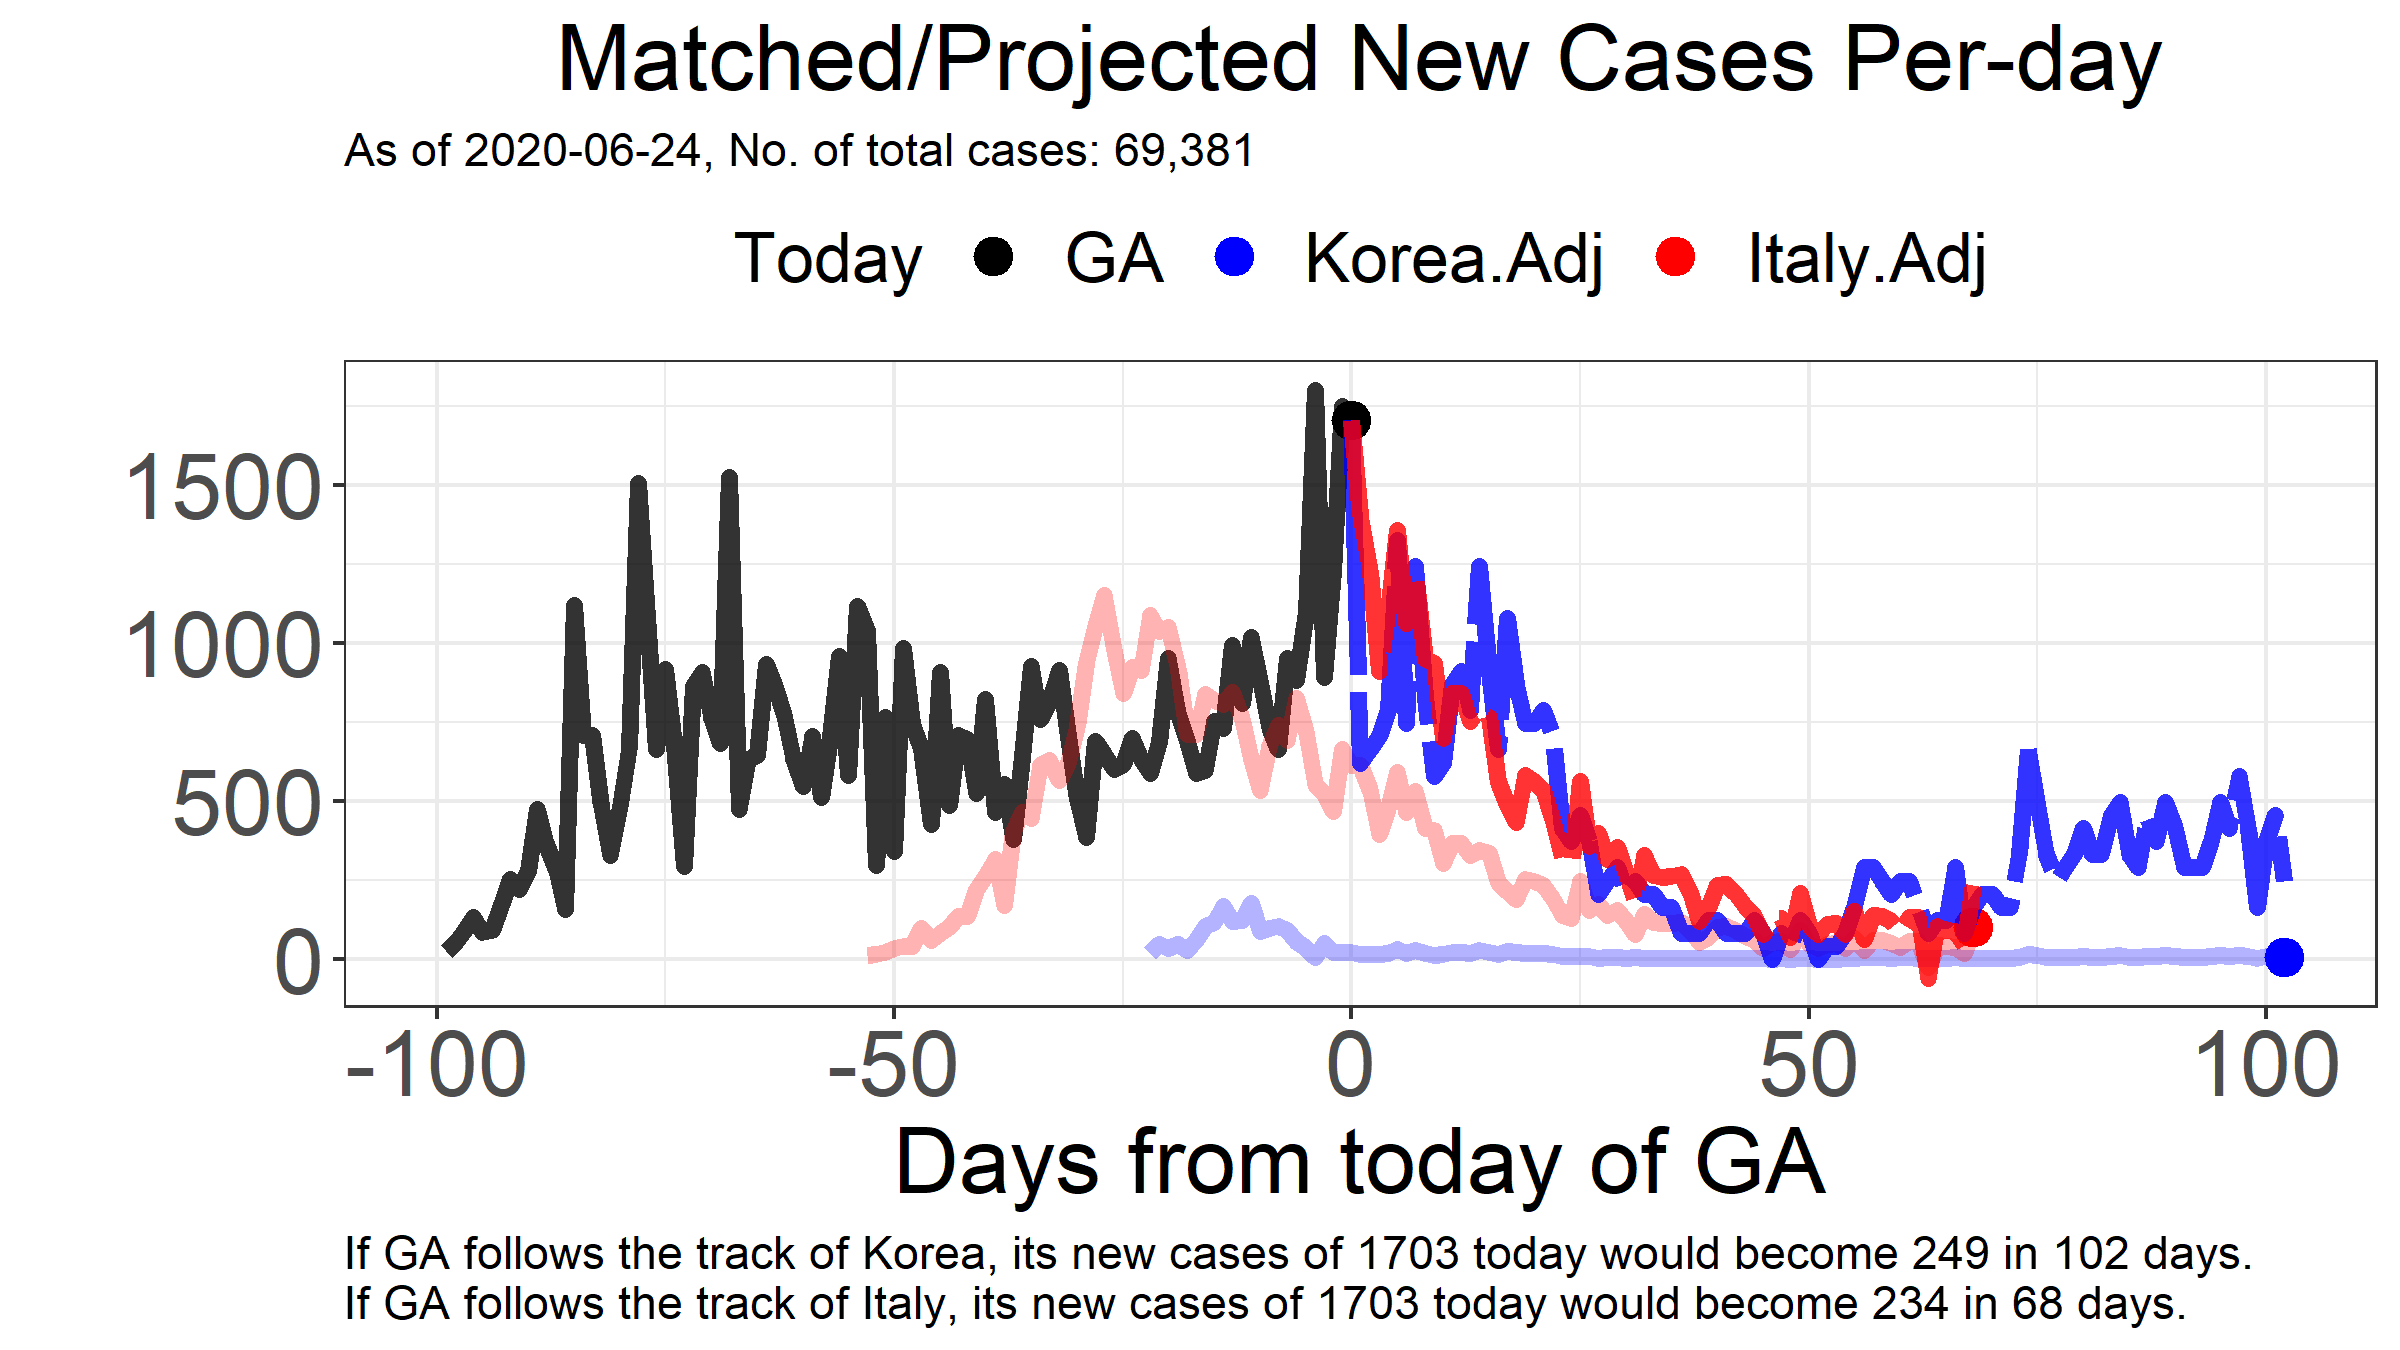 Matched/Projected New Cases Per-day
As of 2020-06-24, No. of total cases: 69,381
Today GA Korea.Adj Italy.Adj
1500
1000
500
0
-100 -50 0 50 100
Days from today of GA
If GA follows the track of Korea, its new cases of 1703 today would become 249 in 102 days.
If GA follows the track of Italy, its new cases of 1703 today would become 234 in 68 days.